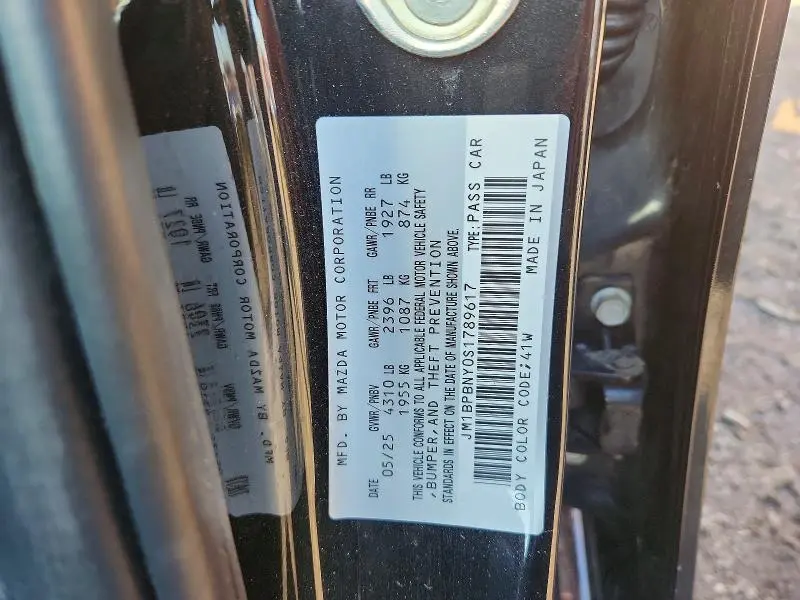 MFD. BY MAZDA MOTOR CORPORATION
DATE GVWR/PNBV GAWR/PNBE FRT GAWR/PNBE RR
05/25 4310 LB 2396 LB 1927 LB
1955 KG 1087 KG 874 KG
THIS VEHICLE CONFORMS TO ALL APPLICABLE FEDERAL MOTOR VEHICLE SAFETY
,BUMPER,AND THEFT PREVENTION
STANDARDS IN EFFECT ON THE DATE OF MANUFACTURE SHOWN ABOVE.
JM1BPBNY0S1789617 TYPE:PASS CAR
BODY COLOR CODE;41W MADE IN JAPAN